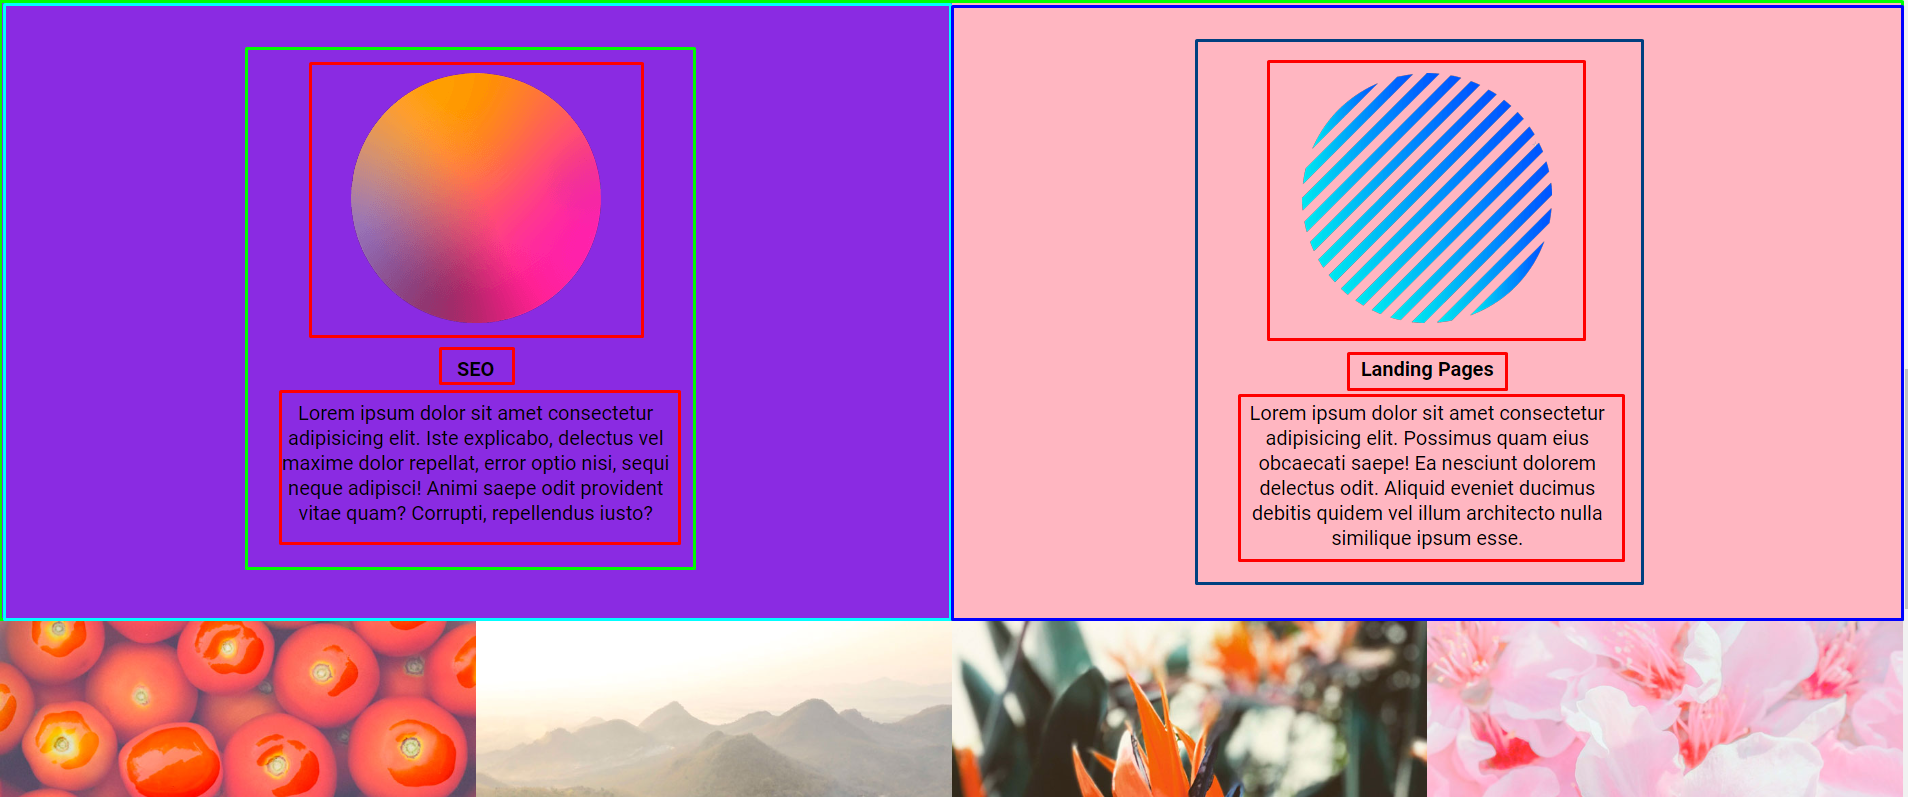 SEO
Lorem ipsum dolor sit amet consectetur
adipisicing elit. Iste explicabo, delectus vel
maxime dolor repellat, error optio nisi, sequi
neque adipisci! Animi saepe odit provident
vitae quam? Corrupti, repellendus iusto?
Landing Pages
Lorem ipsum dolor sit amet consectetur
adipisicing elit. Possimus quam eius
obcaecati saepe! Ea nesciunt dolorem
delectus odit. Aliquid eveniet ducimus
debitis quidem vel illum architecto nulla
similique ipsum esse.